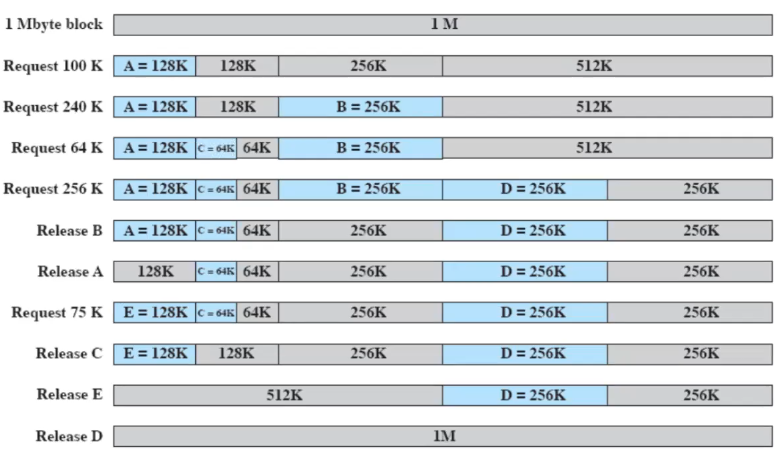 1 Mbyte block 1 M
Request 100 K A = 128K 128K 256K 512K
Request 240 K A = 128K 128K B = 256K 512K
Request 64 K A = 128K C = 64K 64K B = 256K 512K
Request 256 K A = 128K C = 64K 64K B = 256K D = 256K 256K
Release B A = 128K C = 64K 64K 256K D = 256K 256K
Release A 128K C = 64K 64K 256K D = 256K 256K
Request 75 K E = 128K C = 64K 64K 256K D = 256K 256K
Release C E = 128K 128K 256K D = 256K 256K
Release E 512K D = 256K 256K
Release D 1M